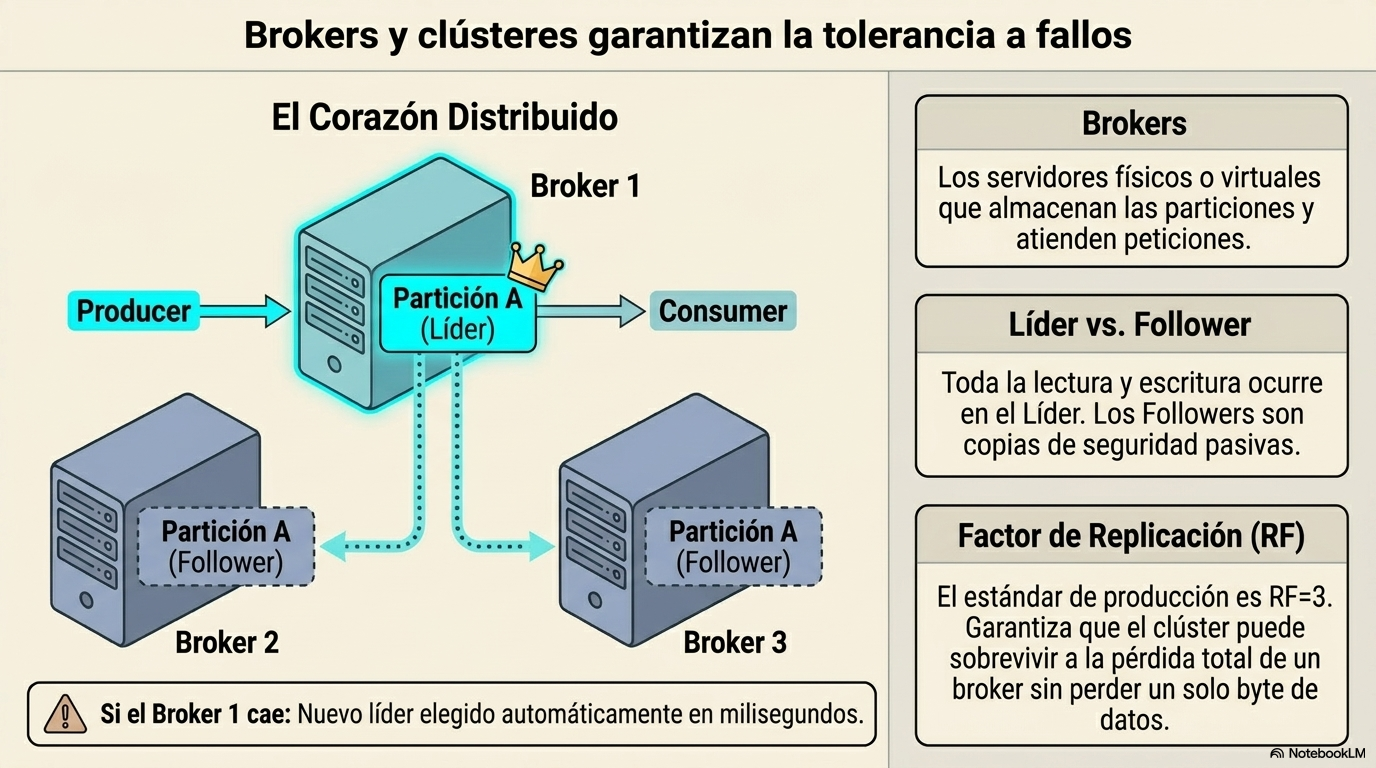 Brokers y clústeres garantizan la tolerancia a fallos
El Corazón Distribuido
Broker 1
Producer
Partición A
(Líder)
Consumer
Partición A
(Follower)
Broker 2
Partición A
(Follower)
Broker 3
Si el Broker 1 cae: Nuevo líder elegido automáticamente en milisegundos.
Brokers
Los servidores físicos o virtuales
que almacenan las particiones y
atienden peticiones.
Líder vs. Follower
Toda la lectura y escritura ocurre
en el Líder. Los Followers son
copias de seguridad pasivas.
Factor de Replicación (RF)
El estándar de producción es RF=3.
Garantiza que el clúster puede
sobrevivir a la pérdida total de un
broker sin perder un solo byte de
datos.
NotebookLM